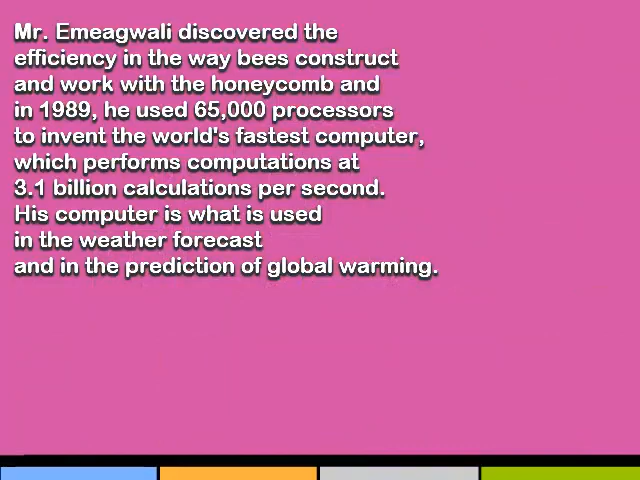 Mr. Emeagwali discovered the
efficiency in the way bees construct
and work with the honeycomb and
in 1989, he used 65,000 processors
to invent the world's fastest computer,
which performs computations at
3.1 billion calculations per second.
His computer is what is used
in the weather forecast
and in the prediction of global warming.